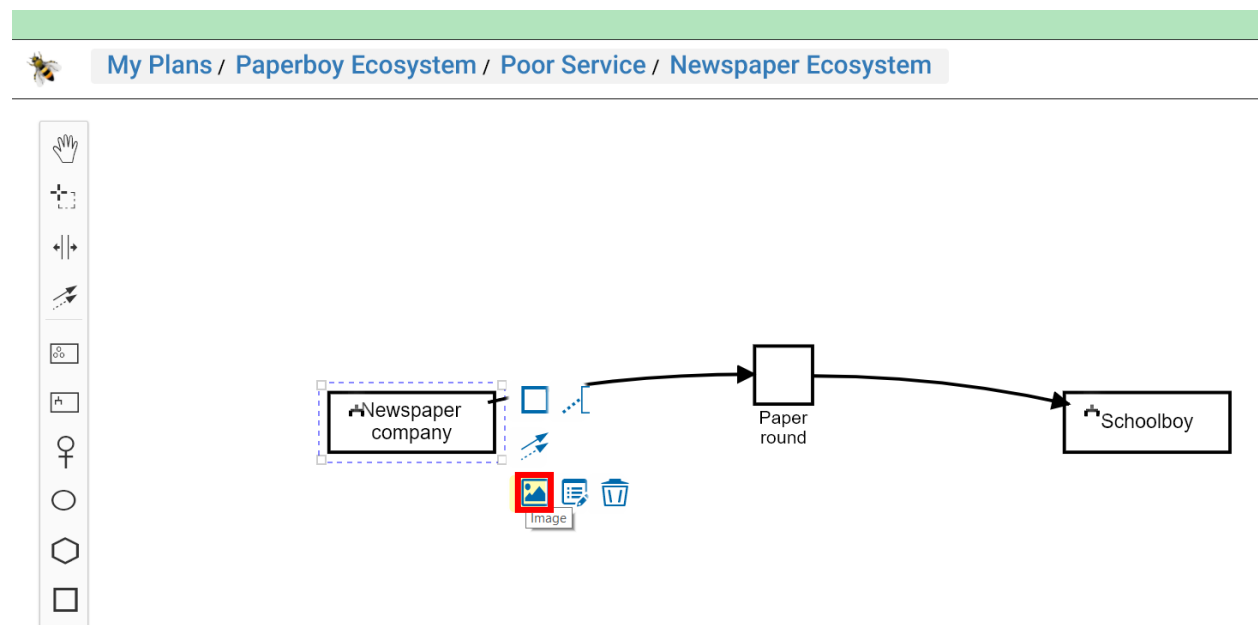 My Plans / Paperboy Ecosystem / Poor Service / Newspaper Ecosystem
Newspaper
company
Paper
round
Schoolboy
Image